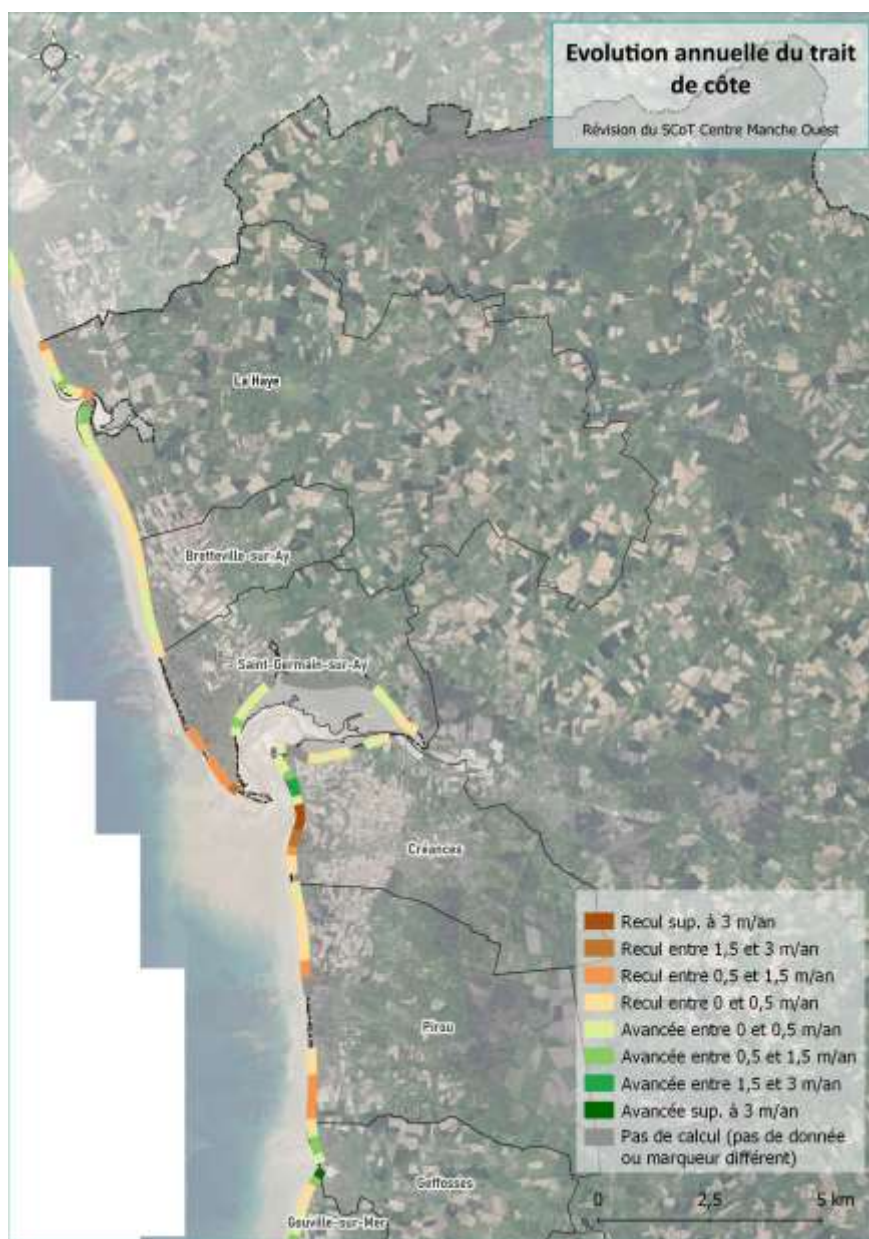 Evolution annuelle du trait
de côte
Révision du SCoT Centre Manche Ouest
La Haye
Bretteville-sur-Ay
Saint-Germain-sur-Ay
Créances
Pirou
Geffosses
Gouville-sur-Mer
Recul sup. à 3 m/an
Recul entre 1,5 et 3 m/an
Recul entre 0,5 et 1,5 m/an
Recul entre 0 et 0,5 m/an
Avancée entre 0 et 0,5 m/an
Avancée entre 0,5 et 1,5 m/an
Avancée entre 1,5 et 3 m/an
Avancée sup. à 3 m/an
Pas de calcul (pas de donnée
ou marqueur différent)
0 2,5 5 km